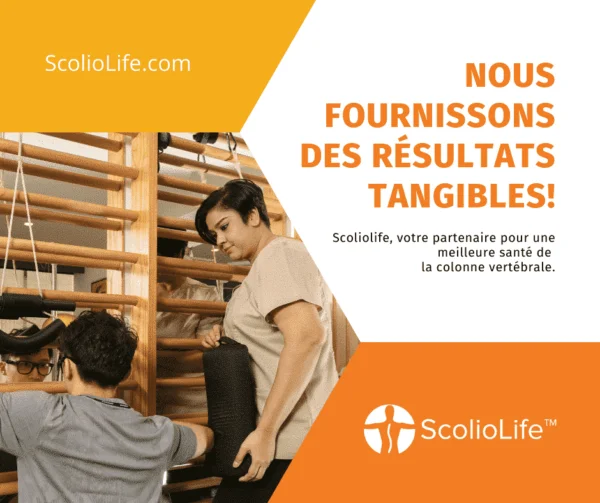 ScolioLife.com
NOUS
FOURNISSONS
DES RÉSULTATS
TANGIBLES!
Scoliolife, votre partenaire pour une
meilleure santé de
la colonne vertébrale.
ScolioLife™